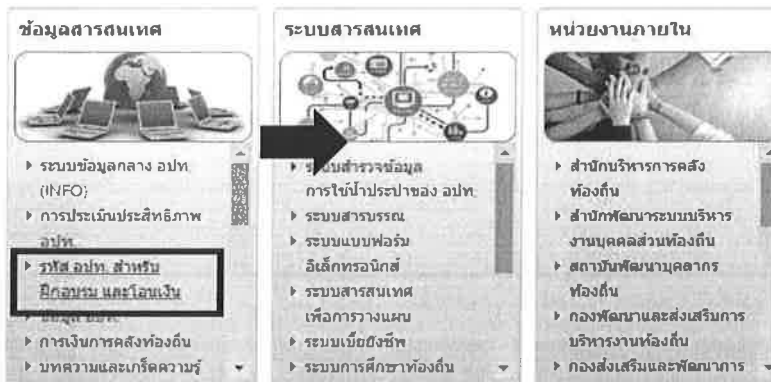 ข้อมูลสารสนเทศ
ระบบข้อมูลกลาง อปท.
(INFO)
การประเมินประสิทธิภาพ
อปท.
รหัส อปท. สำหรับ
ฝึกอบรม และโอนเงิน
ข้อมูล อปท.
การเงินการคลังท้องถิ่น
บทความและเกร็ดความรู้
ระบบสารสนเทศ
ระบบสำรวจข้อมูล
การใช้น้ำประปาของ อปท.
ระบบสารบรรณ
ระบบแบบฟอร์ม
อิเล็กทรอนิกส์
ระบบสารสนเทศ
เพื่อการวางแผน
ระบบเบี้ยยังชีพ
ระบบการศึกษาท้องถิ่น
หน่วยงานภายใน
สำนักบริหารการคลัง
ท้องถิ่น
สำนักพัฒนาระบบบริหาร
งานบุคคลส่วนท้องถิ่น
สถาบันพัฒนาบุคลากร
ท้องถิ่น
กองพัฒนาและส่งเสริมการ
บริหารงานท้องถิ่น
กองส่งเสริมและพัฒนาการ